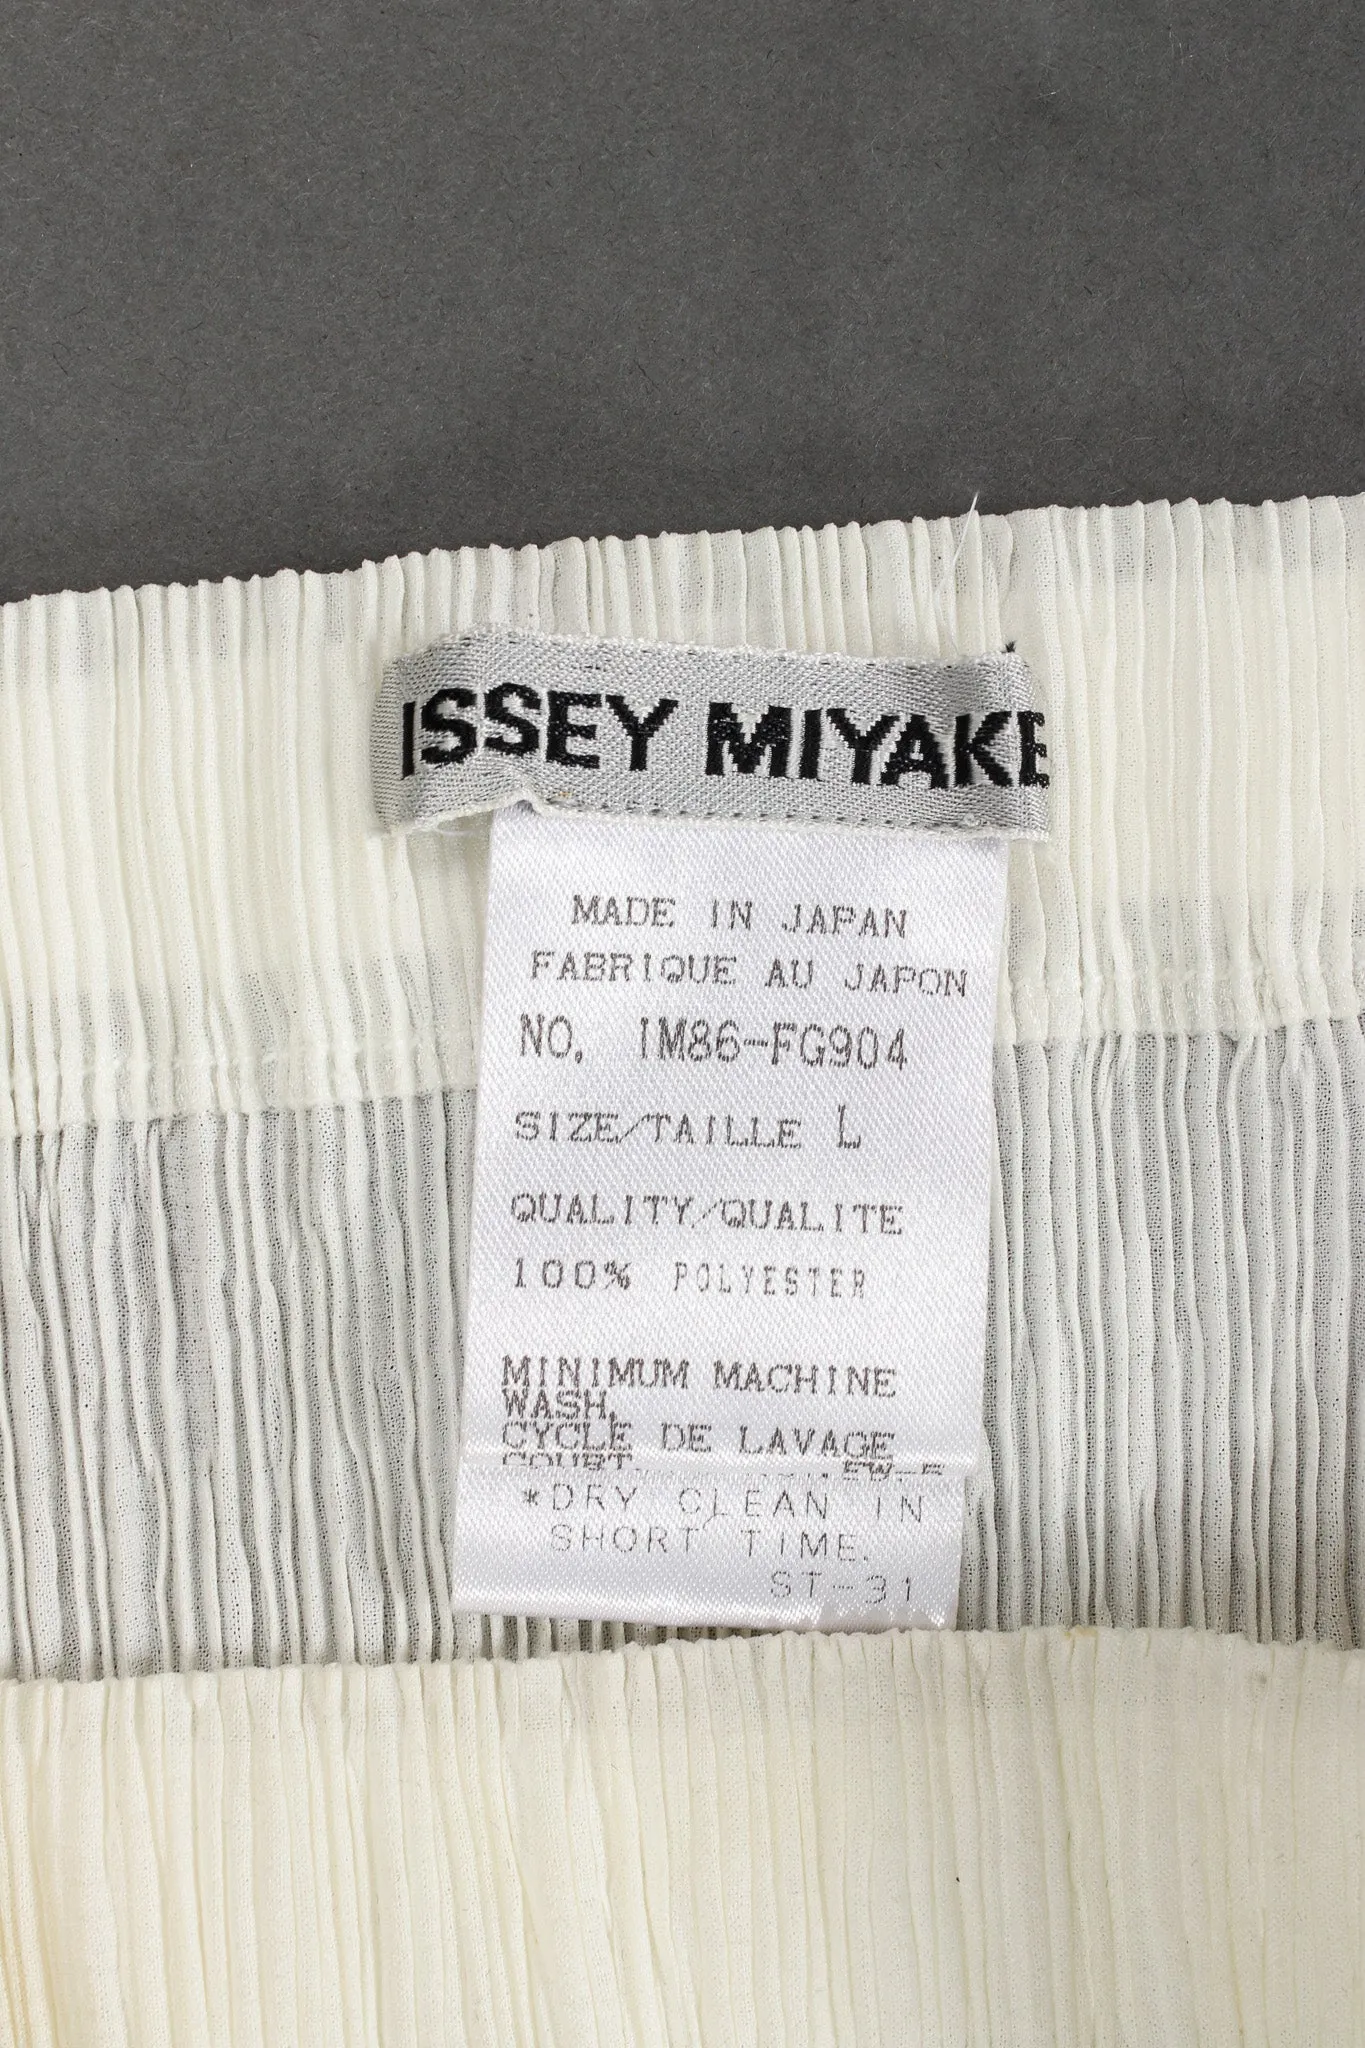 ISSEY MIYAKE
MADE IN JAPAN
FABRIQUE AU JAPON
NO. IM86-FG904
SIZE/TAILLE L
QUALITY/QUALITE
100% POLYESTER
MINIMUM MACHINE
WASH,
CYCLE DE LAVAGE
COURT.
*DRY CLEAN IN
SHORT TIME.
ST-31